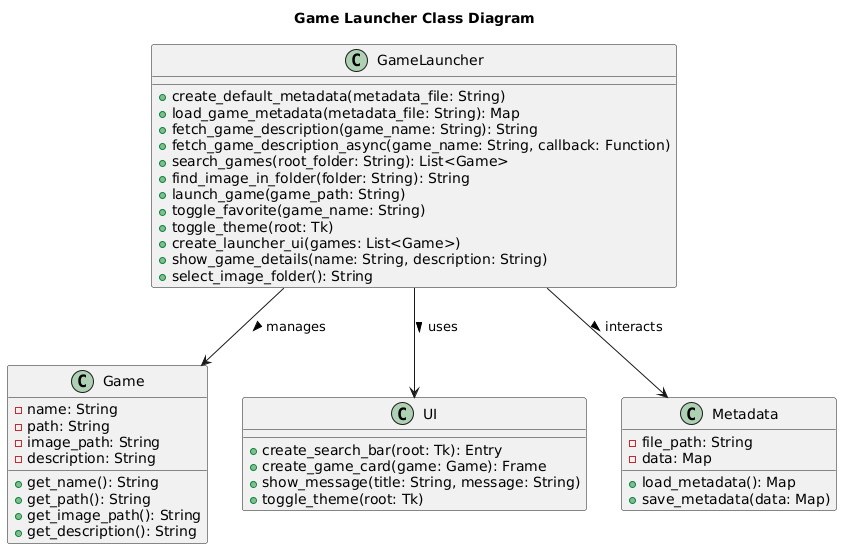 Game Launcher Class Diagram
C GameLauncher
create_default_metadata(metadata_file: String)
load_game_metadata(metadata_file: String): Map
fetch_game_description(game_name: String): String
fetch_game_description_async(game_name: String, callback: Function)
search_games(root_folder: String): List<Game>
find_image_in_folder(folder: String): String
launch_game(game_path: String)
toggle_favorite(game_name: String)
toggle_theme(root: Tk)
create_launcher_ui(games: List<Game>)
show_game_details(name: String, description: String)
select_image_folder(): String
manages
uses
interacts
C Game
name: String
path: String
image_path: String
description: String
get_name(): String
get_path(): String
get_image_path(): String
get_description(): String
C UI
create_search_bar(root: Tk): Entry
create_game_card(game: Game): Frame
show_message(title: String, message: String)
toggle_theme(root: Tk)
C Metadata
file_path: String
data: Map
load_metadata(): Map
save_metadata(data: Map)